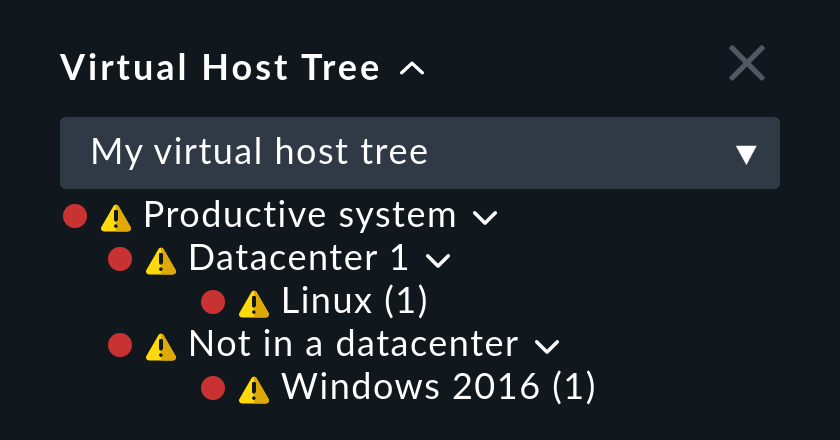 Virtual Host Tree
My virtual host tree
Productive system
Datacenter 1
Linux (1)
Not in a datacenter
Windows 2016 (1)